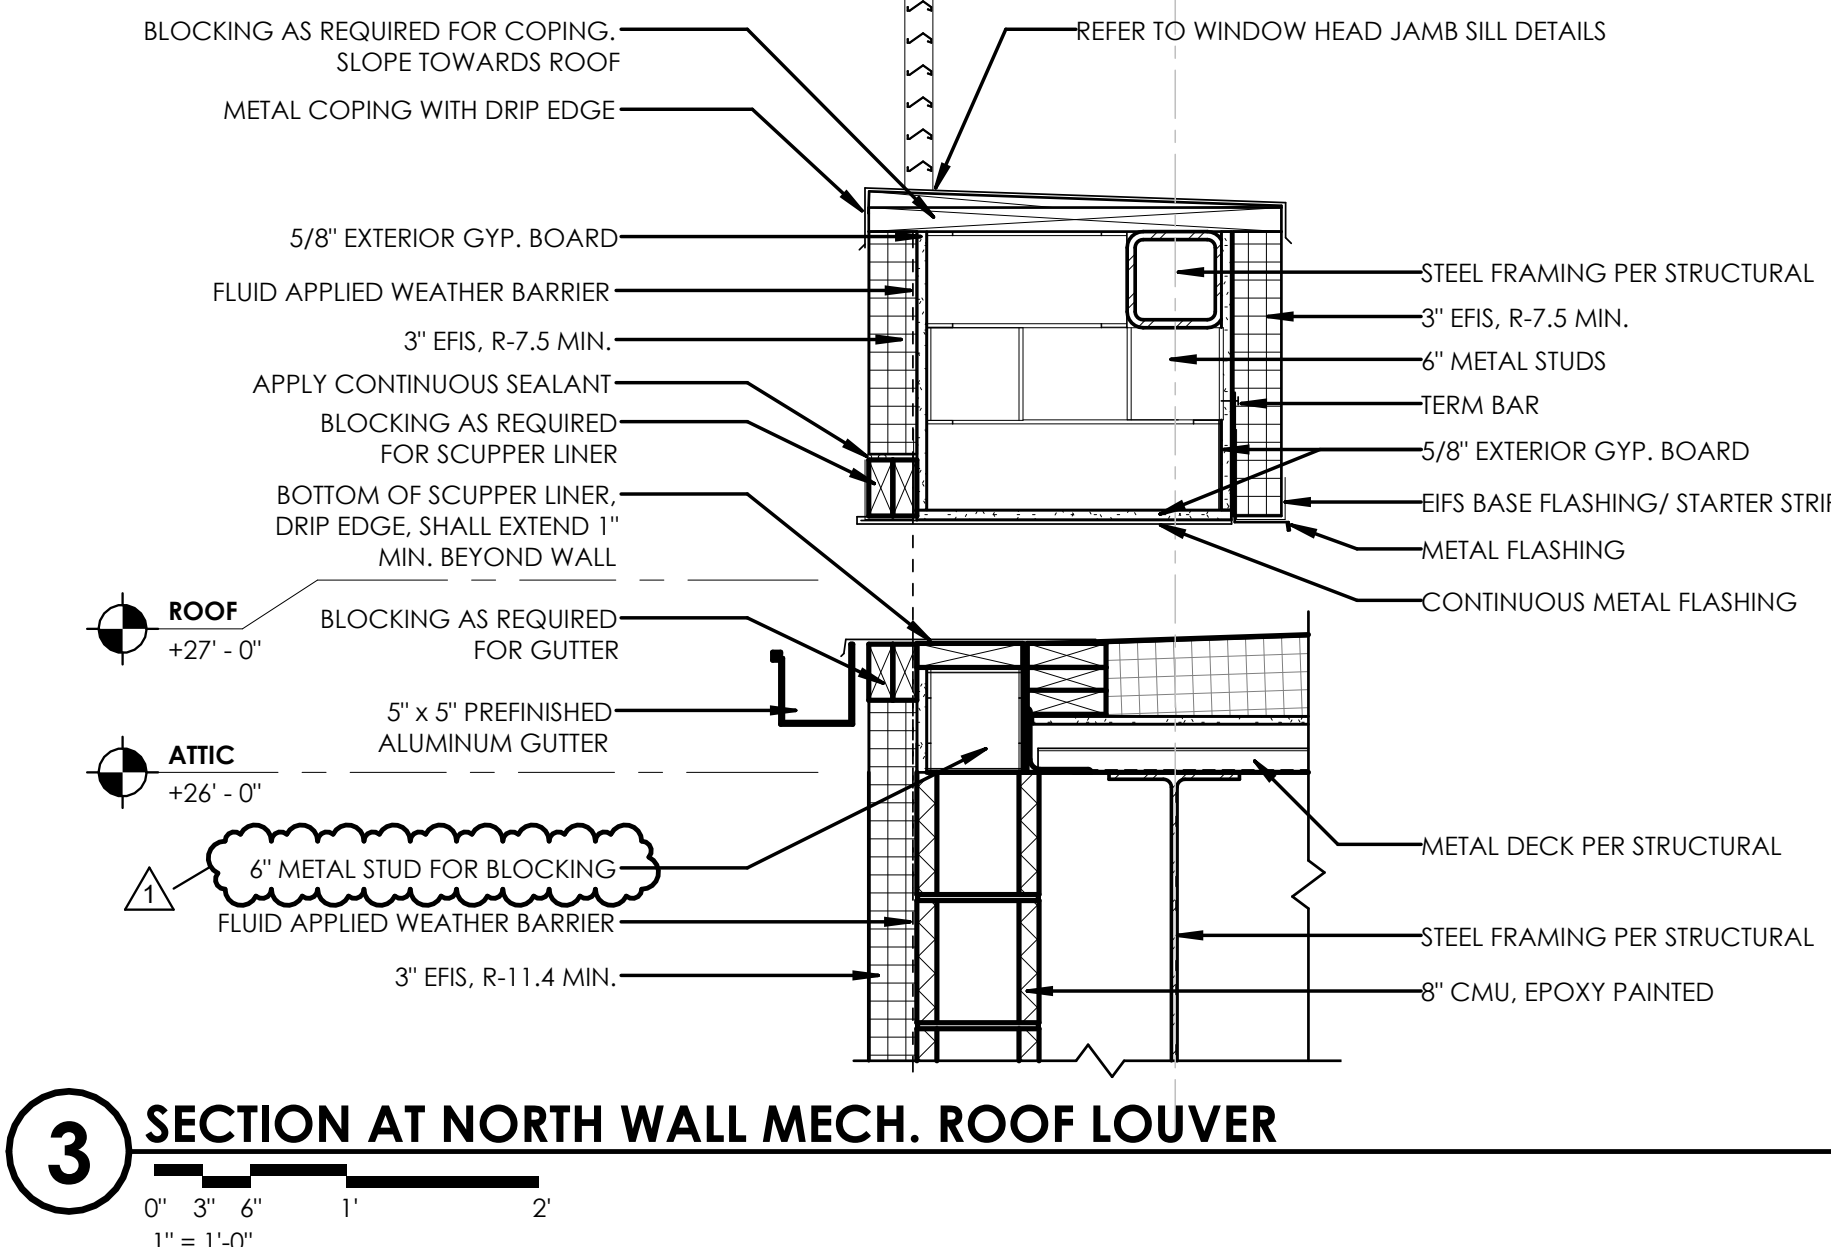 BLOCKING AS REQUIRED FOR COPING.
SLOPE TOWARDS ROOF
METAL COPING WITH DRIP EDGE
5/8" EXTERIOR GYP. BOARD
FLUID APPLIED WEATHER BARRIER
3" EFIS, R-7.5 MIN.
APPLY CONTINUOUS SEALANT
BLOCKING AS REQUIRED
FOR SCUPPER LINER
BOTTOM OF SCUPPER LINER,
DRIP EDGE, SHALL EXTEND 1"
MIN. BEYOND WALL
ROOF
+27' - 0"
BLOCKING AS REQUIRED
FOR GUTTER
5" x 5" PREFINISHED
ALUMINUM GUTTER
ATTIC
+26' - 0"
6" METAL STUD FOR BLOCKING
1
FLUID APPLIED WEATHER BARRIER
3" EFIS, R-11.4 MIN.
REFER TO WINDOW HEAD JAMB SILL DETAILS
STEEL FRAMING PER STRUCTURAL
3" EFIS, R-7.5 MIN.
6" METAL STUDS
TERM BAR
5/8" EXTERIOR GYP. BOARD
EIFS BASE FLASHING/ STARTER STRIP
METAL FLASHING
CONTINUOUS METAL FLASHING
METAL DECK PER STRUCTURAL
STEEL FRAMING PER STRUCTURAL
8" CMU, EPOXY PAINTED
3
SECTION AT NORTH WALL MECH. ROOF LOUVER
0" 3" 6" 1' 2'
1" = 1'-0"